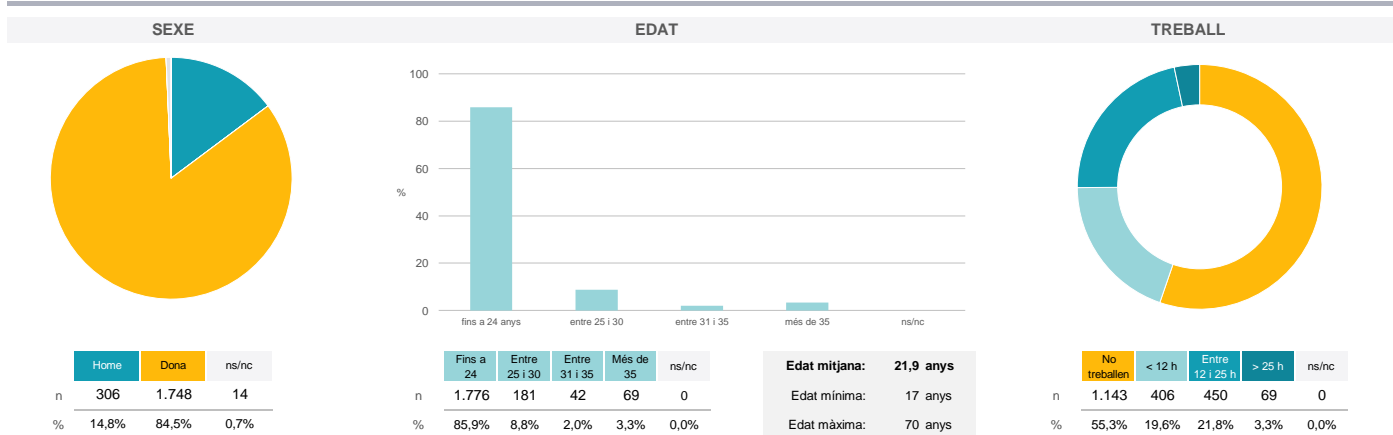 SEXE
EDAT
TREBALL
100
80
60
%
40
20
0
fins a 24 anys
entre 25 i 30
entre 31 i 35
més de 35
ns/nc
Home Dona ns/nc
n 306 1.748 14
% 14,8% 84,5% 0,7%
Fins a 24 Entre 25 i 30 Entre 31 i 35 Més de 35 ns/nc
n 1.776 181 42 69 0
% 85,9% 8,8% 2,0% 3,3% 0,0%
Edat mitjana: 21,9 anys
Edat mínima: 17 anys
Edat màxima: 70 anys
No treballen < 12 h Entre 12 i 25 h > 25 h ns/nc
n 1.143 406 450 69 0
% 55,3% 19,6% 21,8% 3,3% 0,0%